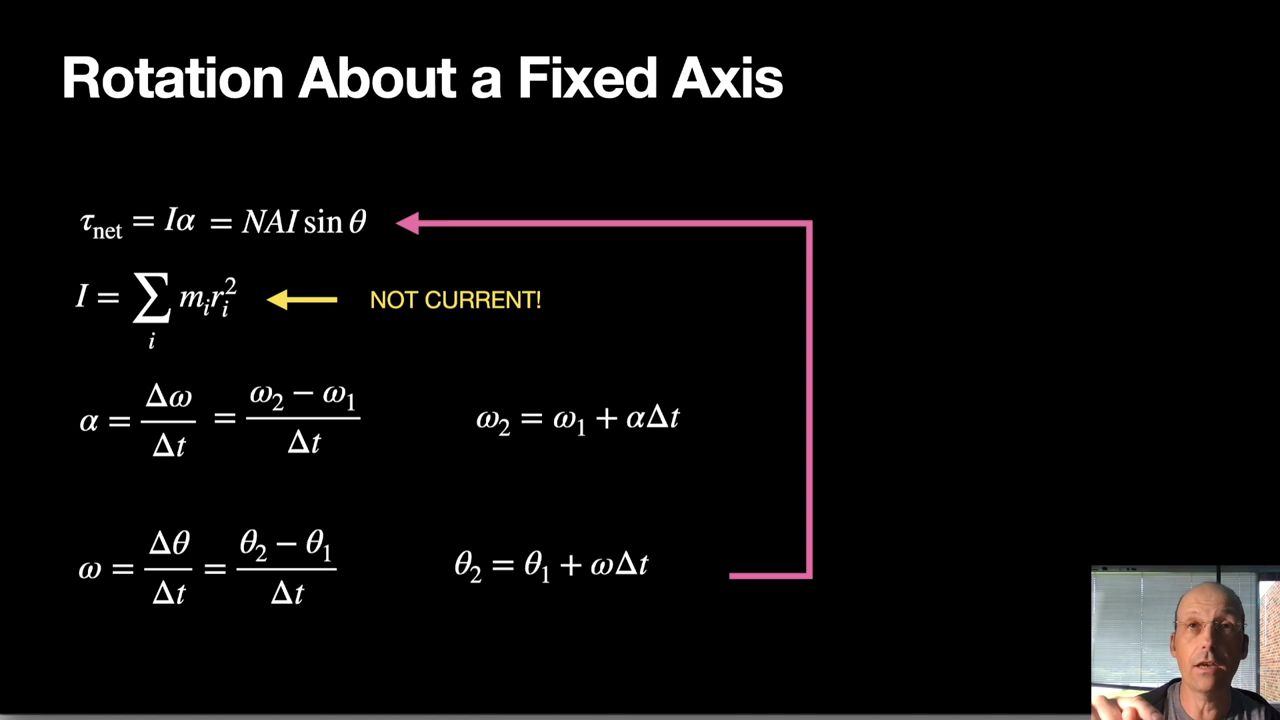 Rotation About a Fixed Axis
τ_net = Iα = NAI sin θ
I = ∑_i m_i r_i^2
NOT CURRENT!
α = Δω/Δt = (ω_2 − ω_1)/Δt
ω_2 = ω_1 + αΔt
ω = Δθ/Δt = (θ_2 − θ_1)/Δt
θ_2 = θ_1 + ωΔt